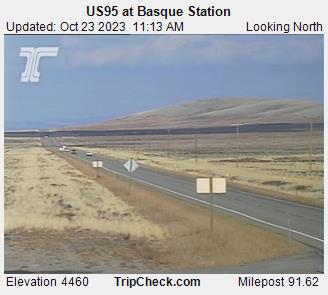 US95 at Basque Station
Updated: Oct 23 2023 11:13 AM Looking North
Elevation 4460 TripCheck.com Milepost 91.62